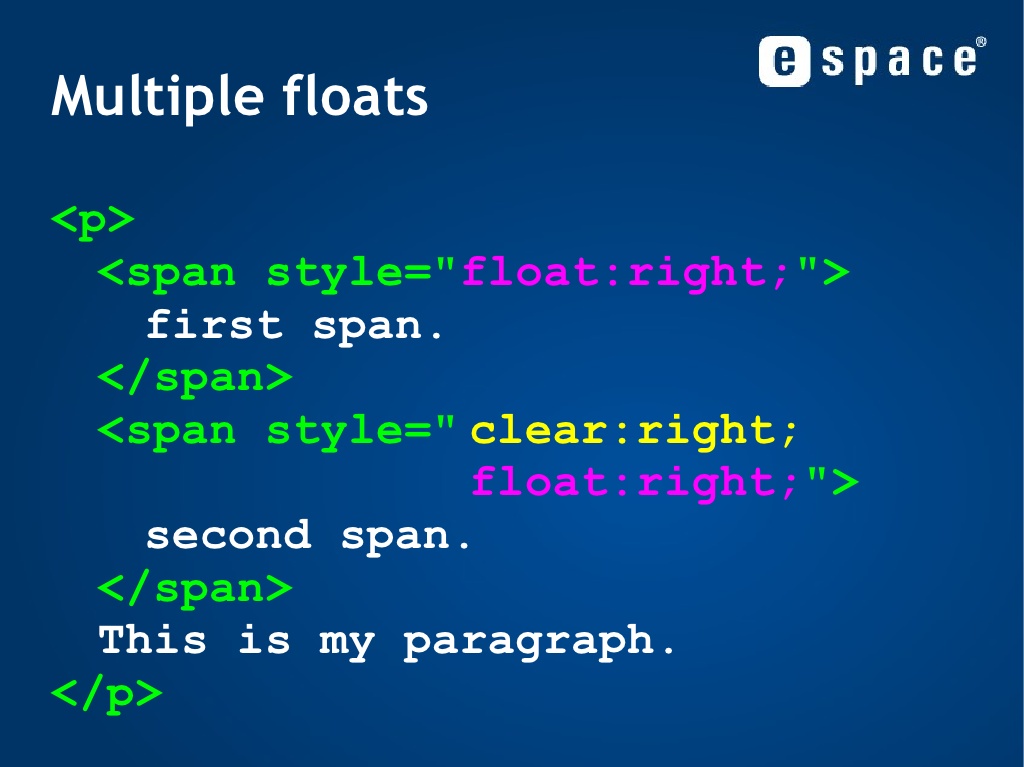 espace®
Multiple floats
<p>
<span style="float:right;">
first span.
</span>
<span style=" clear:right;
float:right;">
second span.
</span>
This is my paragraph.
</p>